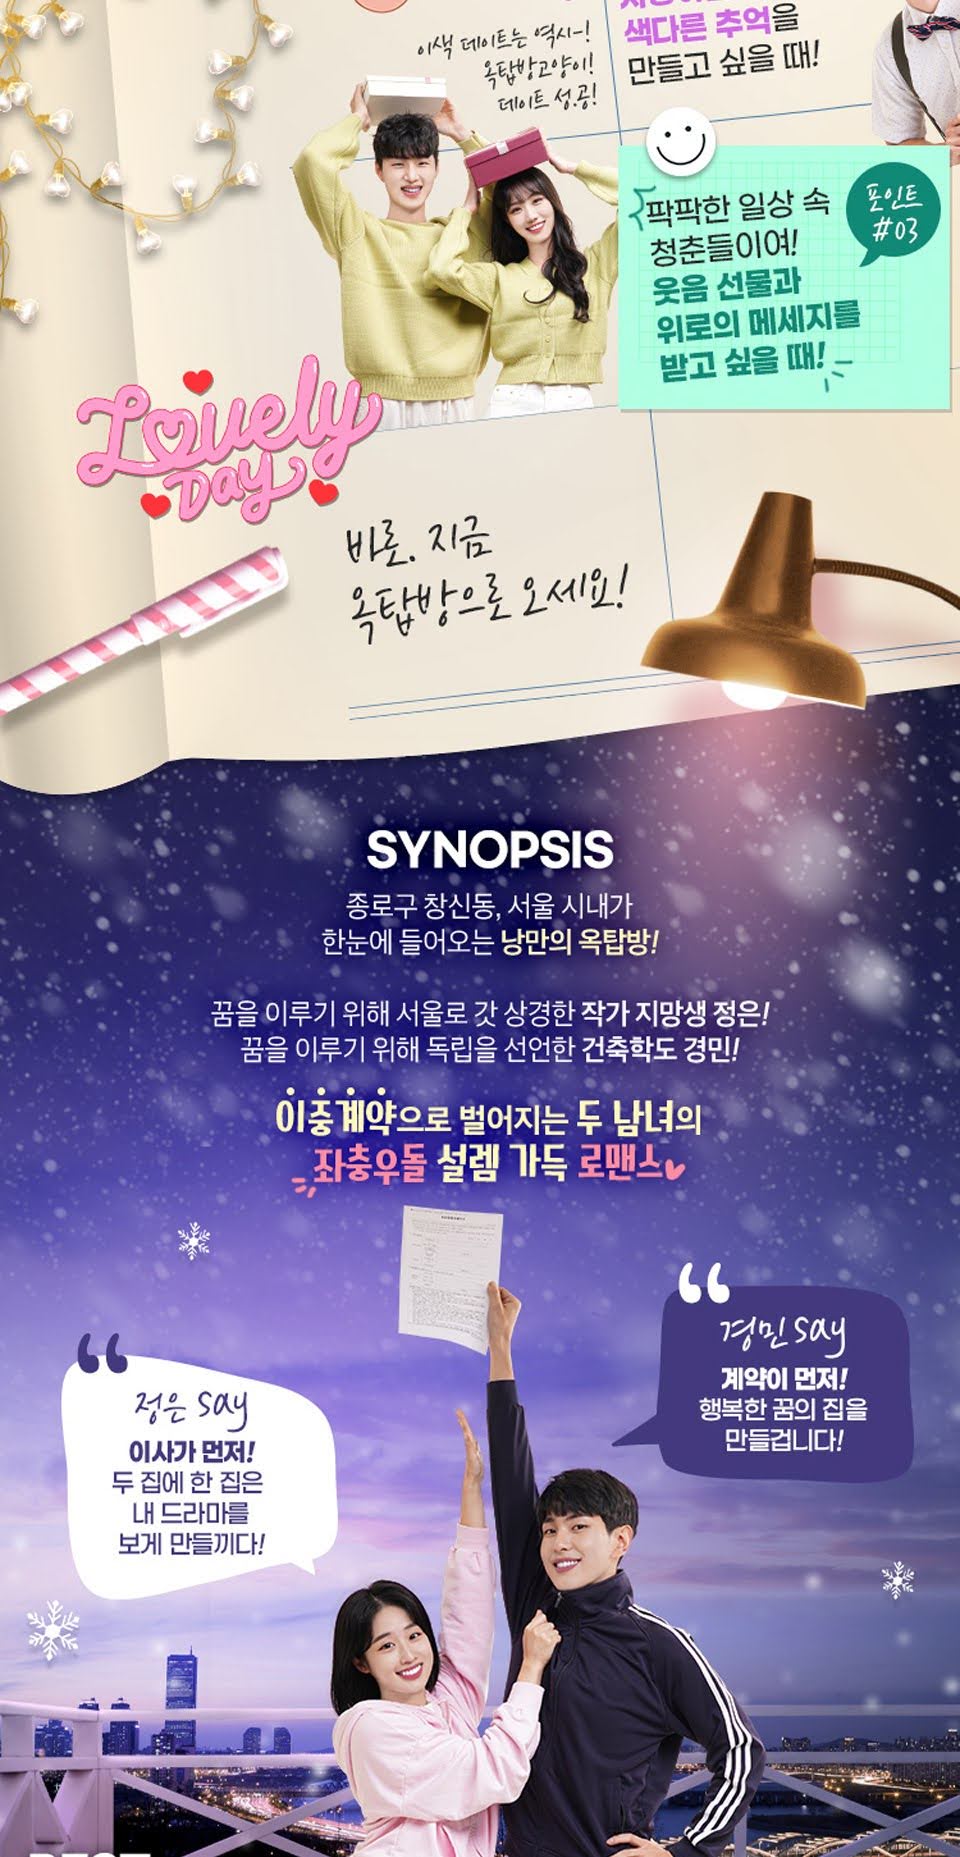 색다른 추억을
만들고 싶을 때!
이색 데이트는 역시~!
옥탑방고양이!
데이트 성공!
포인트
#03
팍팍한 일상 속
청춘들이여!
웃음 선물과
위로의 메세지를
받고 싶을 때!
Lovely
Day
바로. 지금
옥탑방으로 오세요!
SYNOPSIS
종로구 창신동, 서울 시내가
한눈에 들어오는 낭만의 옥탑방!
꿈을 이루기 위해 서울로 갓 상경한 작가 지망생 정은!
꿈을 이루기 위해 독립을 선언한 건축학도 경민!
이중계약으로 벌어지는 두 남녀의
좌충우돌 설렘 가득 로맨스
경민 say
계약이 먼저!
행복한 꿈의 집을
만들겁니다!
정은 say
이사가 먼저!
두 집에 한 집은
내 드라마를
보게 만들끼다!